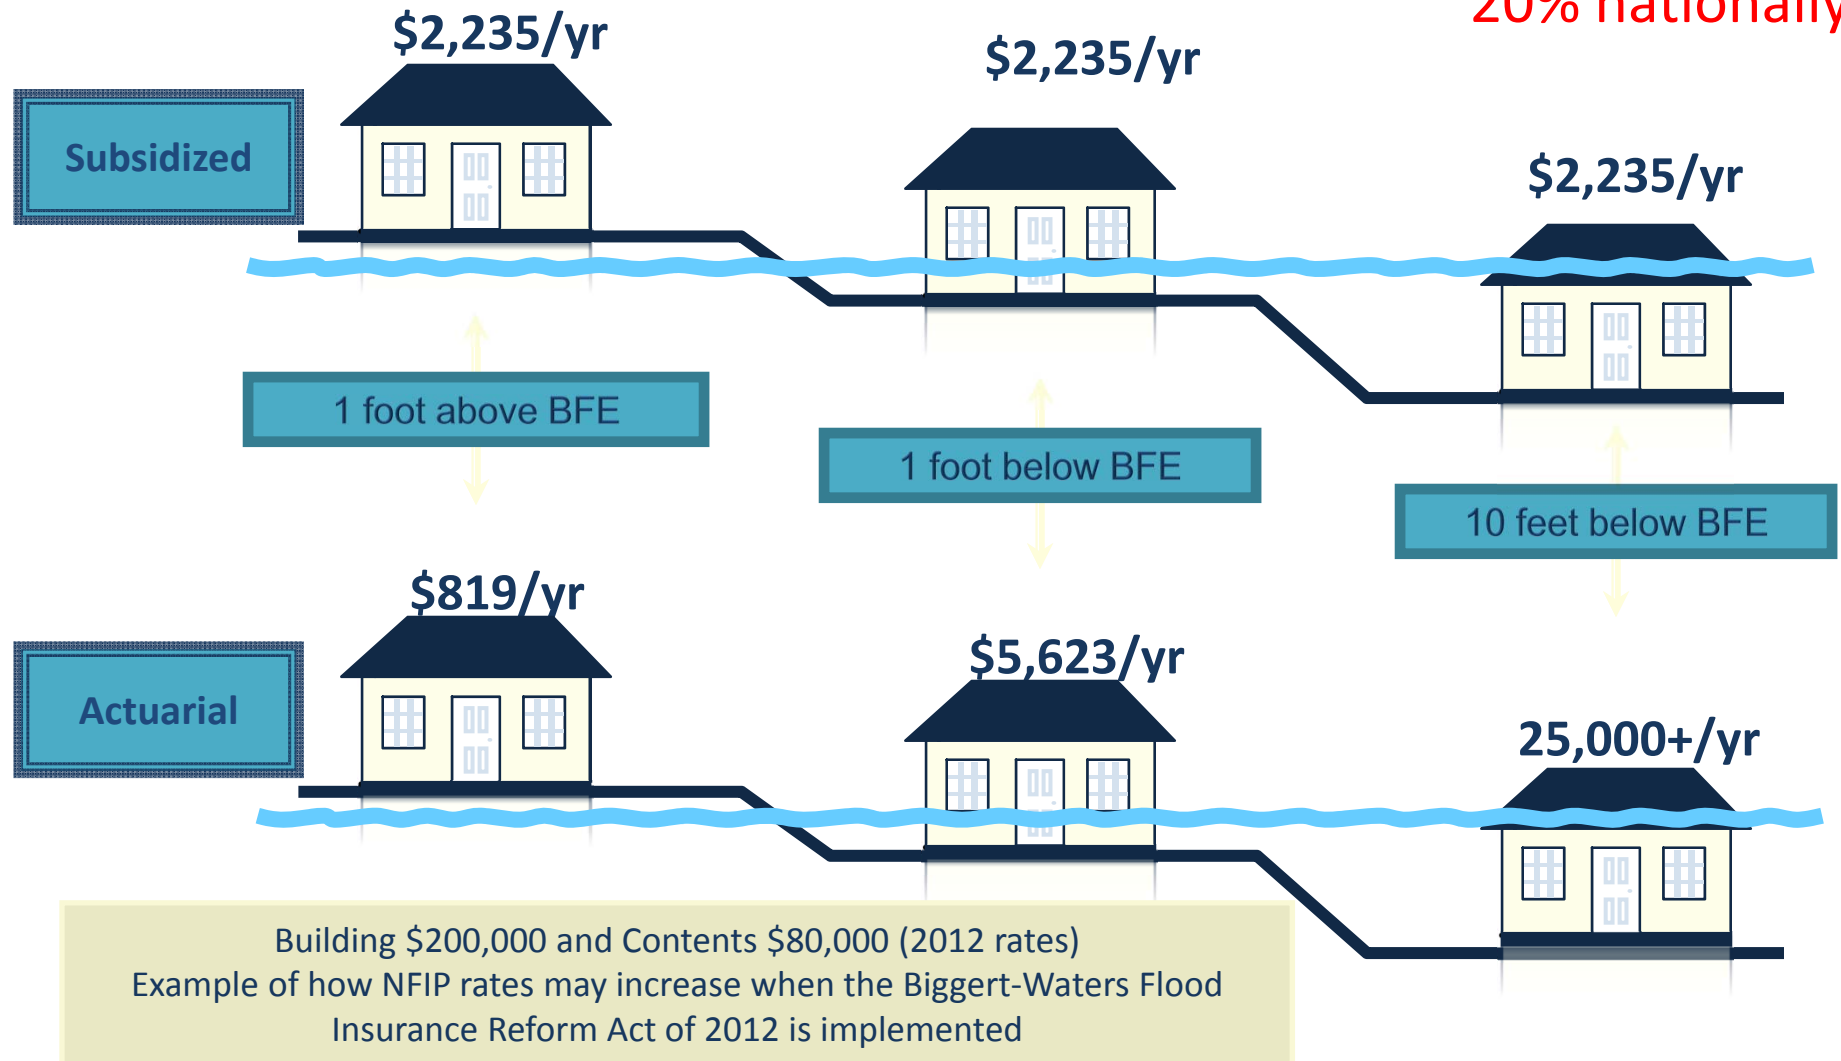 20% nationally
$2,235/yr
$2,235/yr
$2,235/yr
Subsidized
1 foot above BFE
1 foot below BFE
10 feet below BFE
$819/yr
$5,623/yr
25,000+/yr
Actuarial
Building $200,000 and Contents $80,000 (2012 rates)
Example of how NFIP rates may increase when the Biggert-Waters Flood
Insurance Reform Act of 2012 is implemented